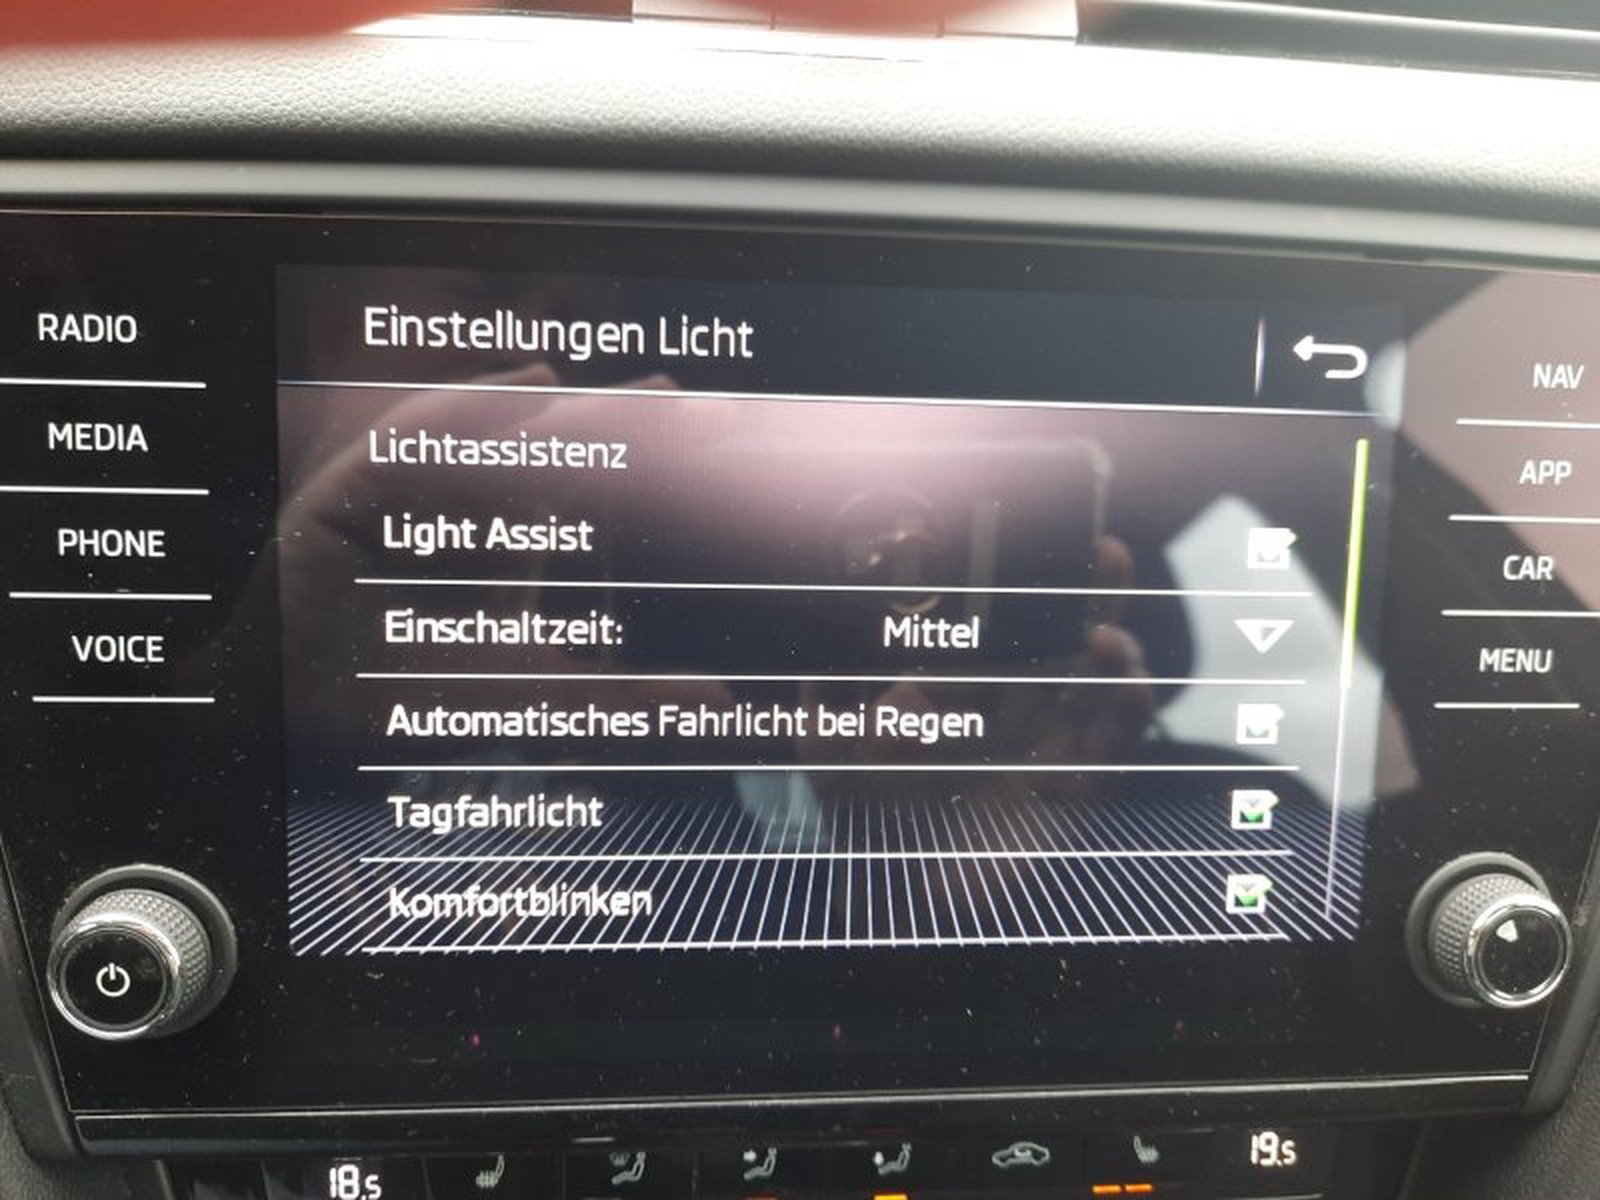 Einstellungen Licht
RADIO
MEDIA
PHONE
VOICE
Lichtassistenz
Light Assist
Einschaltzeit: Mittel
Automatisches Fahrlicht bei Regen
Tagfahrlicht
Komfortblinken
NAV
APP
CAR
MENU
18.5
19.5